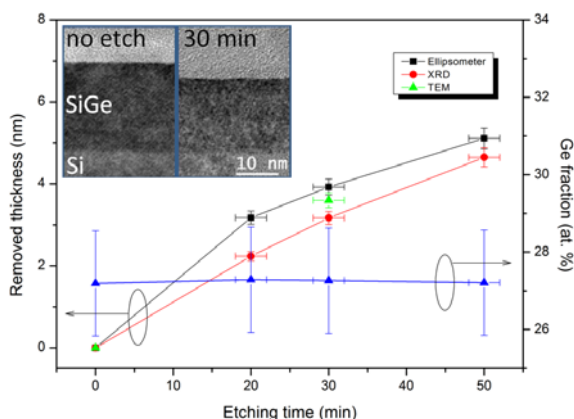 no etch
30 min
SiGe
Si
10 nm
Ellipsometer
XRD
TEM
Removed thickness (nm)
8
6
4
2
0
Ge fraction (at. %)
34
32
30
28
26
0
10
20
30
40
50
Etching time (min)